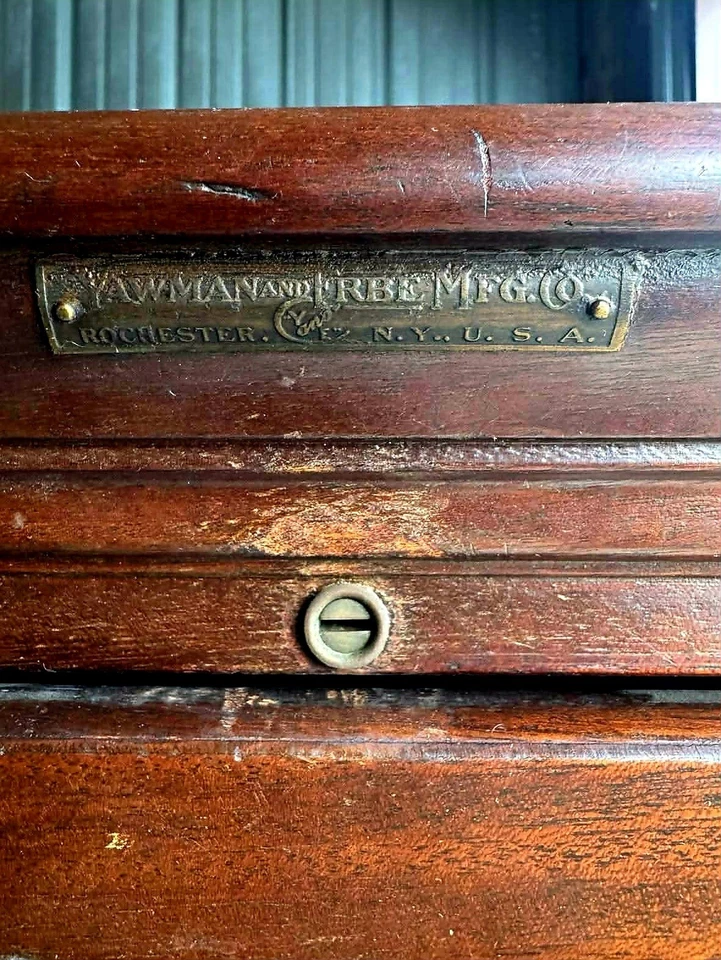 YAWMAN AND ERBE MFG. CO.
ROCHESTER, N.Y., U. S. A.